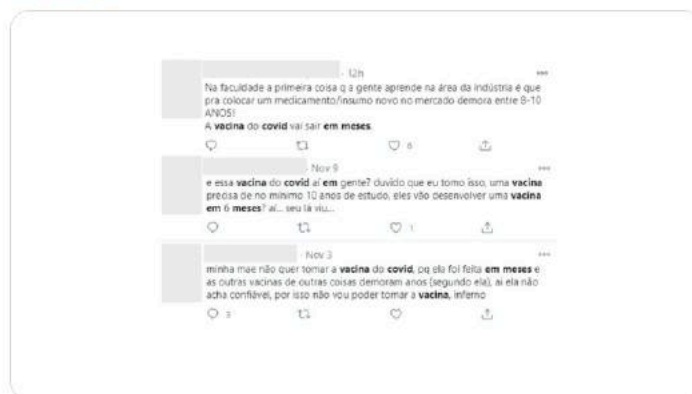 12h
Na faculdade a primeira coisa q a gente aprende na área da indústria é que
pra colocar um medicamento/insumo novo no mercado demora entre 8-10
ANOS!
A vacina do covid vai sair em meses.
6
Nov 9
e essa vacina do covid aí em gente? duvido que eu tomo isso, uma vacina
precisa de no mínimo 10 anos de estudo, eles vão desenvolver uma vacina
em 6 meses? aí... seu lá viu...
1
Nov 3
minha mae não quer tomar a vacina do covid, pq ela foi feita em meses e
as outras vacinas de outras coisas demoram anos (segundo ela), ai ela não
acha confiável, por isso não vou poder tomar a vacina, inferno
3